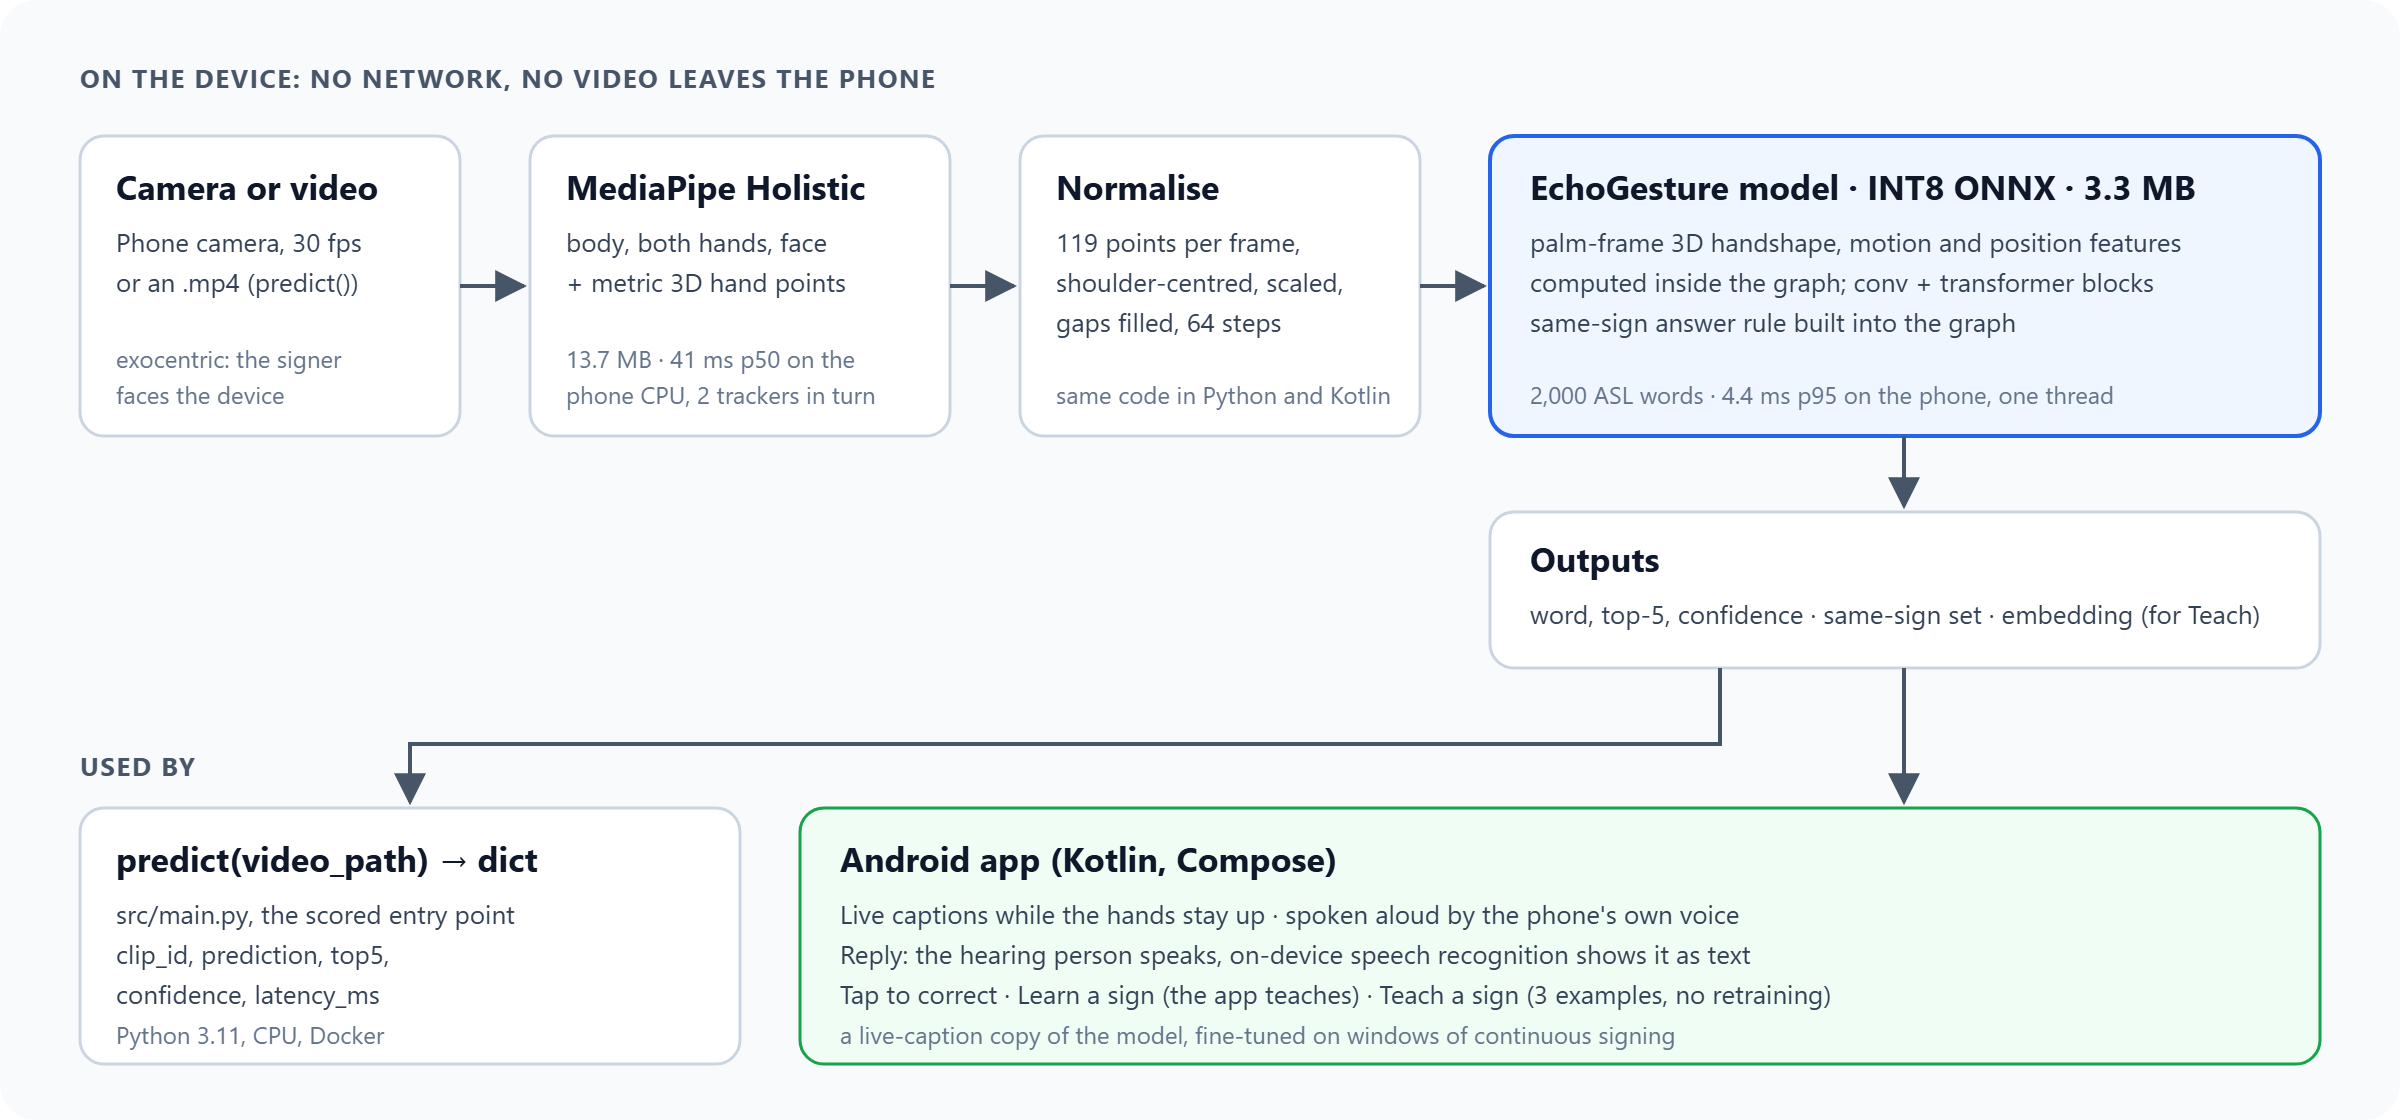 ON THE DEVICE: NO NETWORK, NO VIDEO LEAVES THE PHONE
Camera or video
Phone camera, 30 fps
or an .mp4 (predict())
exocentric: the signer
faces the device
MediaPipe Holistic
body, both hands, face
+ metric 3D hand points
13.7 MB · 41 ms p50 on the
phone CPU, 2 trackers in turn
Normalise
119 points per frame,
shoulder-centred, scaled,
gaps filled, 64 steps
same code in Python and Kotlin
EchoGesture model · INT8 ONNX · 3.3 MB
palm-frame 3D handshape, motion and position features
computed inside the graph; conv + transformer blocks
same-sign answer rule built into the graph
2,000 ASL words · 4.4 ms p95 on the phone, one thread
Outputs
word, top-5, confidence · same-sign set · embedding (for Teach)
USED BY
predict(video_path) → dict
src/main.py, the scored entry point
clip_id, prediction, top5,
confidence, latency_ms
Python 3.11, CPU, Docker
Android app (Kotlin, Compose)
Live captions while the hands stay up · spoken aloud by the phone's own voice
Reply: the hearing person speaks, on-device speech recognition shows it as text
Tap to correct · Learn a sign (the app teaches) · Teach a sign (3 examples, no retraining)
a live-caption copy of the model, fine-tuned on windows of continuous signing